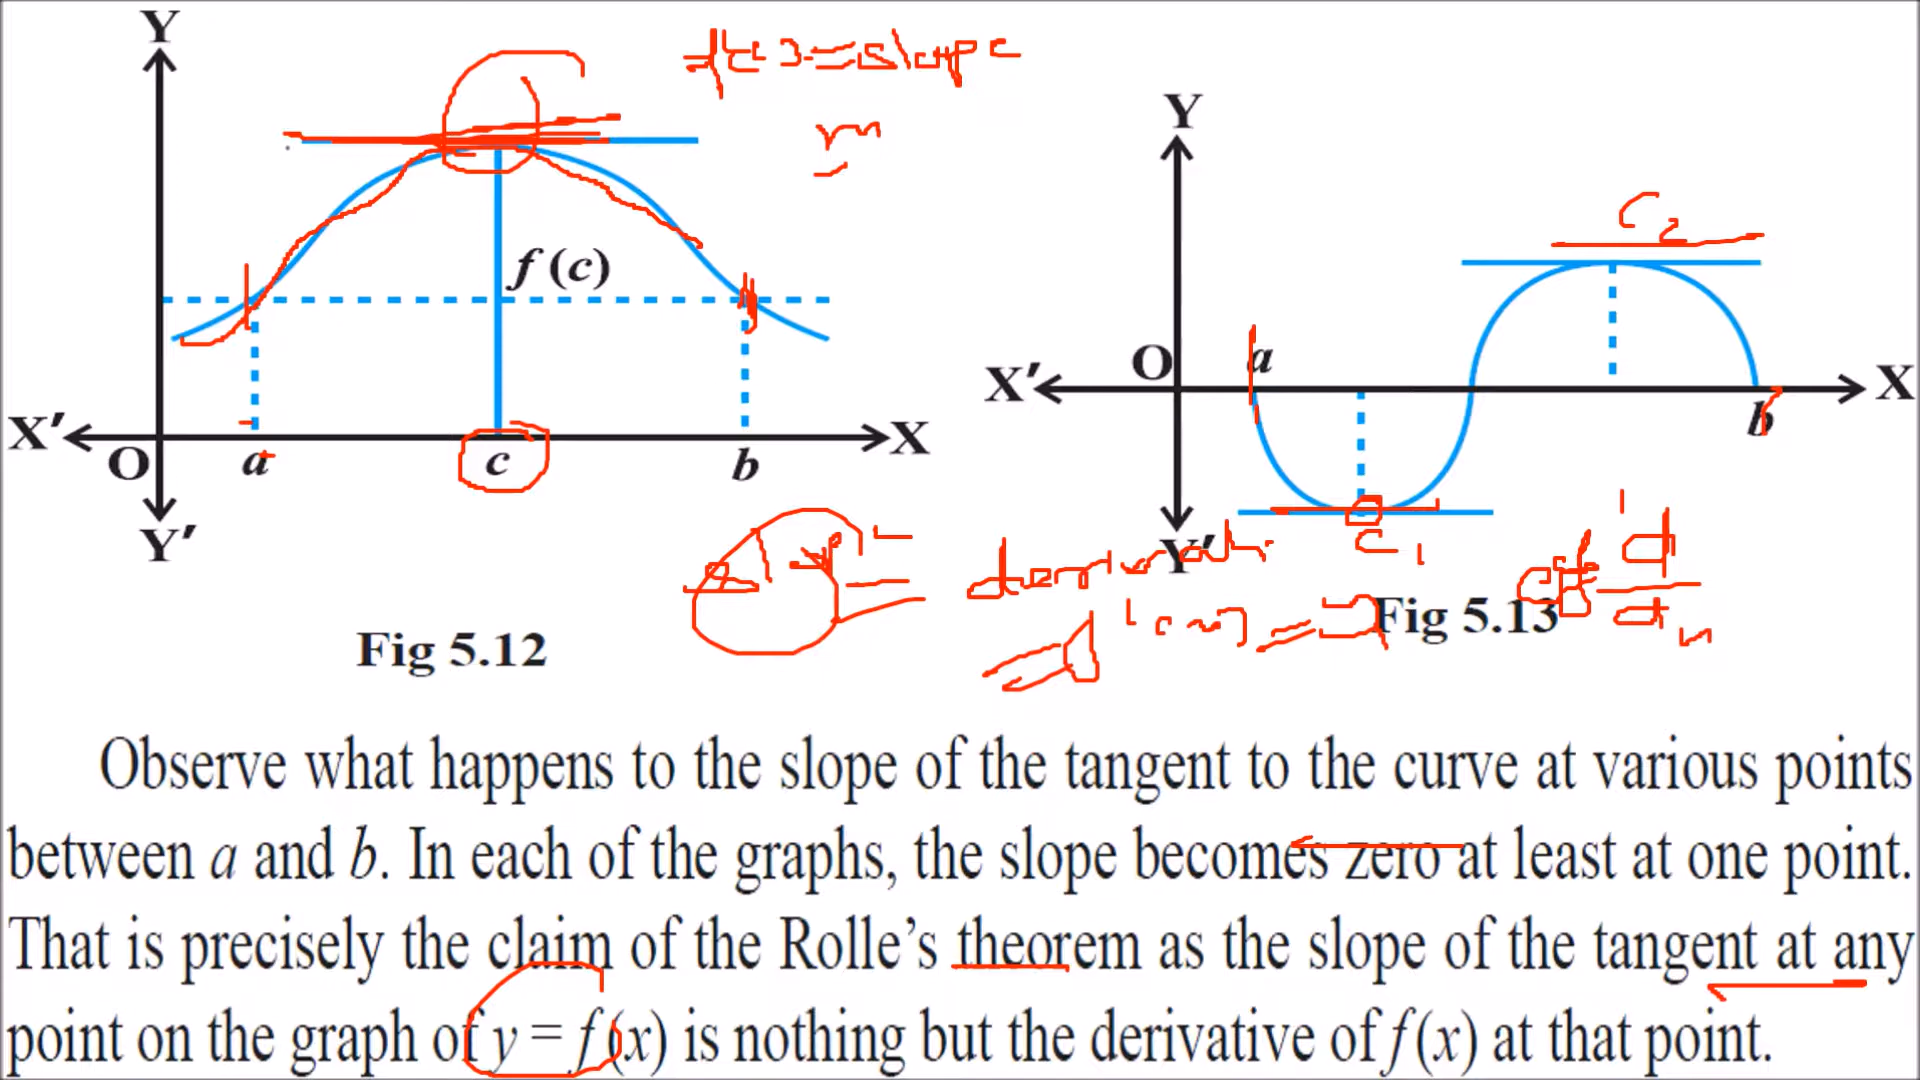 Y
= slope
m
Y
C2
f (c)
O
a
X′
X
b
X′
X
O
a
c
b
Y′
Y′
C1
d
Fig 5.12
Fig 5.13
Observe what happens to the slope of the tangent to the curve at various points
between a and b. In each of the graphs, the slope becomes zero at least at one point.
That is precisely the claim of the Rolle’s theorem as the slope of the tangent at any
point on the graph of y = f (x) is nothing but the derivative of f (x) at that point.